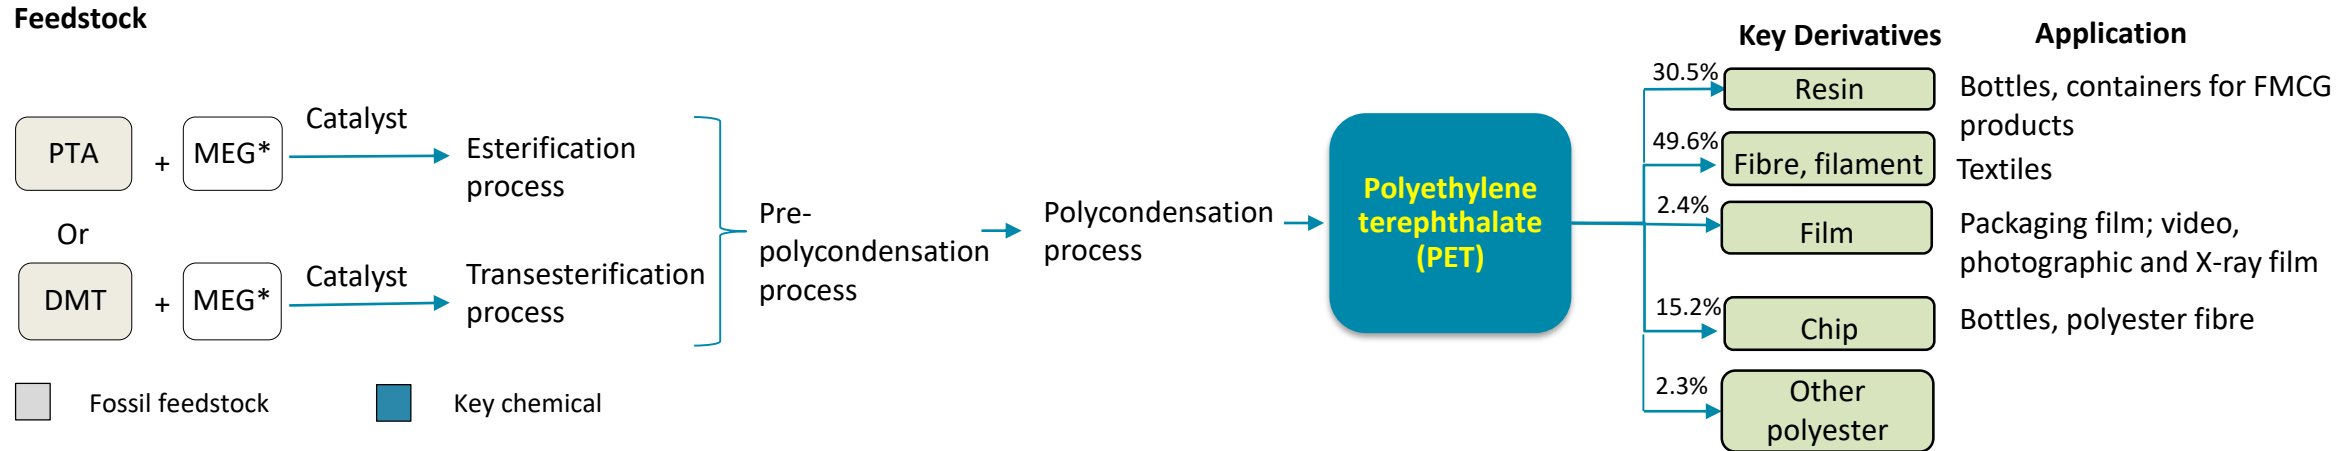 Feedstock
PTA
+
MEG*
Catalyst
Esterification
process
Or
DMT
+
MEG*
Catalyst
Transesterification
process
Pre-
polycondensation
process
Polycondensation
process
Polyethylene
terephthalate
(PET)
Key Derivatives
Application
30.5%
Resin
Bottles, containers for FMCG
products
49.6%
Fibre, filament
Textiles
2.4%
Film
Packaging film; video,
photographic and X-ray film
15.2%
Chip
Bottles, polyester fibre
2.3%
Other
polyester
Fossil feedstock
Key chemical